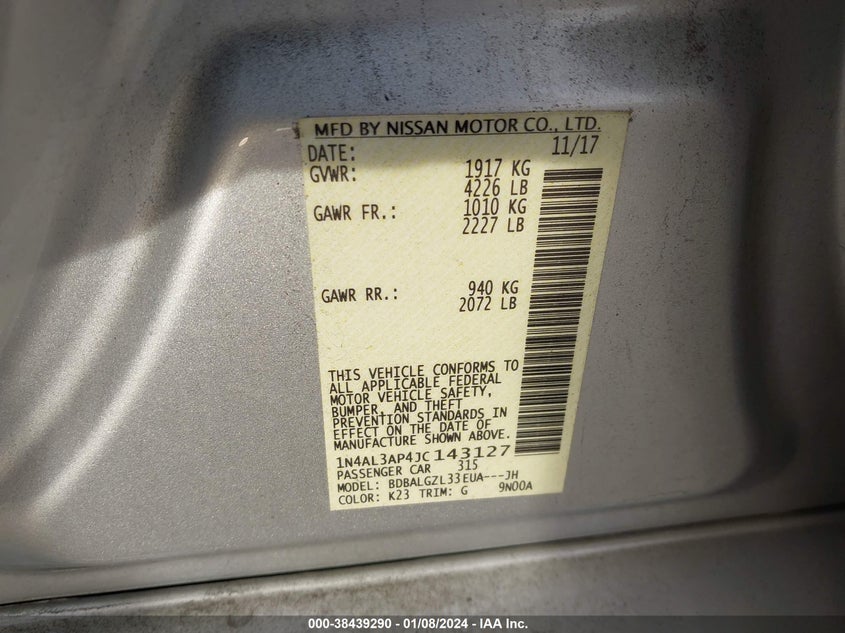 MFD BY NISSAN MOTOR CO., LTD.
DATE: 11/17
GVWR: 1917 KG
4226 LB
GAWR FR.: 1010 KG
2227 LB
GAWR RR.: 940 KG
2072 LB
THIS VEHICLE CONFORMS TO
ALL APPLICABLE FEDERAL
MOTOR VEHICLE SAFETY,
BUMPER, AND THEFT
PREVENTION STANDARDS IN
EFFECT ON THE DATE OF
MANUFACTURE SHOWN ABOVE.
1N4AL3AP4JC143127
PASSENGER CAR 315
MODEL: BDBALGZL33EUA---JH
COLOR: K23 TRIM: G 9N00A
000-38439290 - 01/08/2024 - IAA Inc.